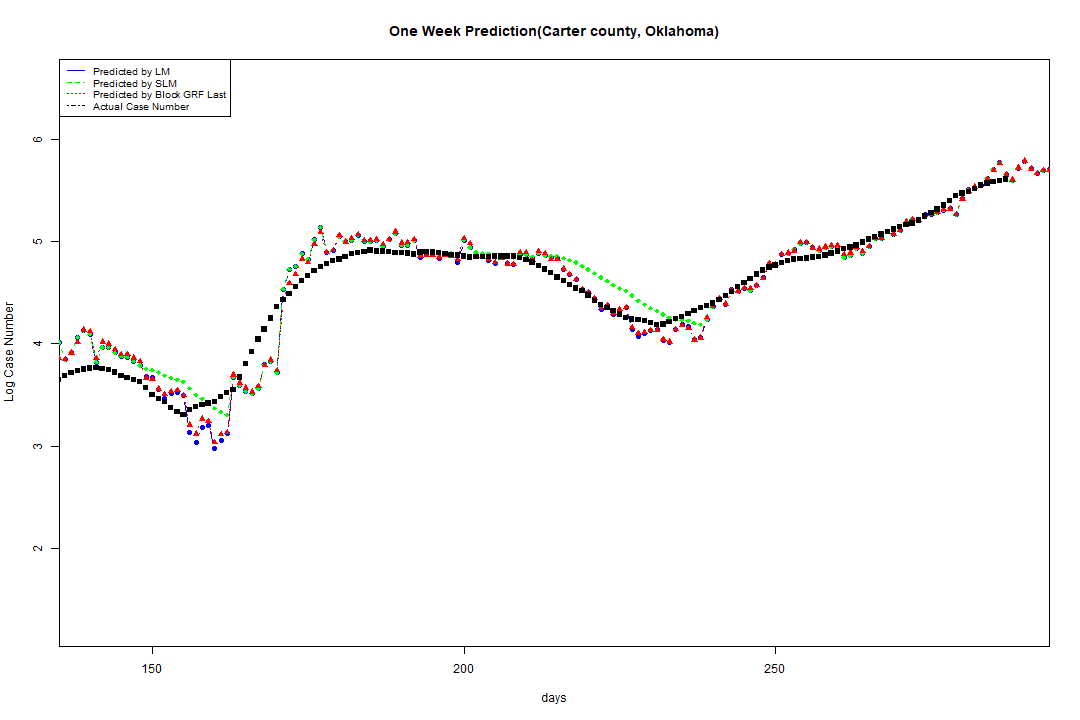 One Week Prediction(Carter county, Oklahoma)
Predicted by LM
Predicted by SLM
Predicted by Block GRF Last
Actual Case Number
6
5
4
3
2
Log Case Number
150 200 250
days